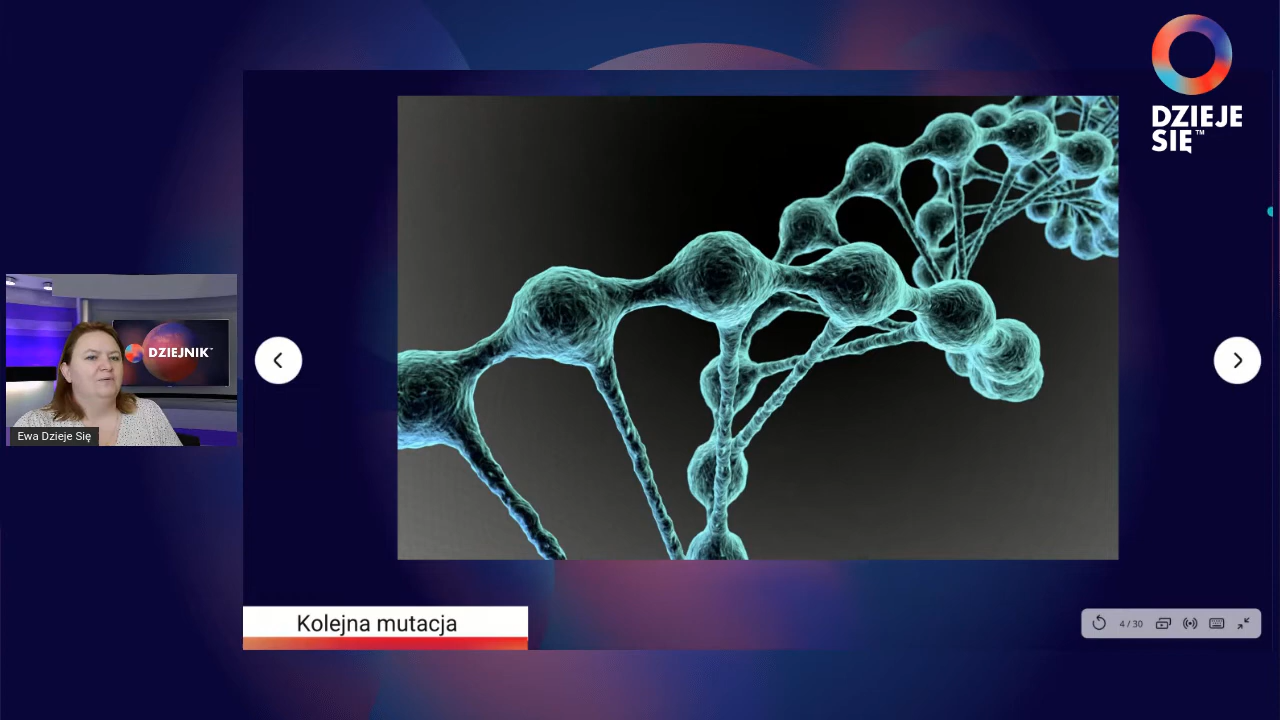 DZIEJE
SIĘ™
DZIEJNIK™
Ewa Dzieje Się
Kolejna mutacja
4 / 30